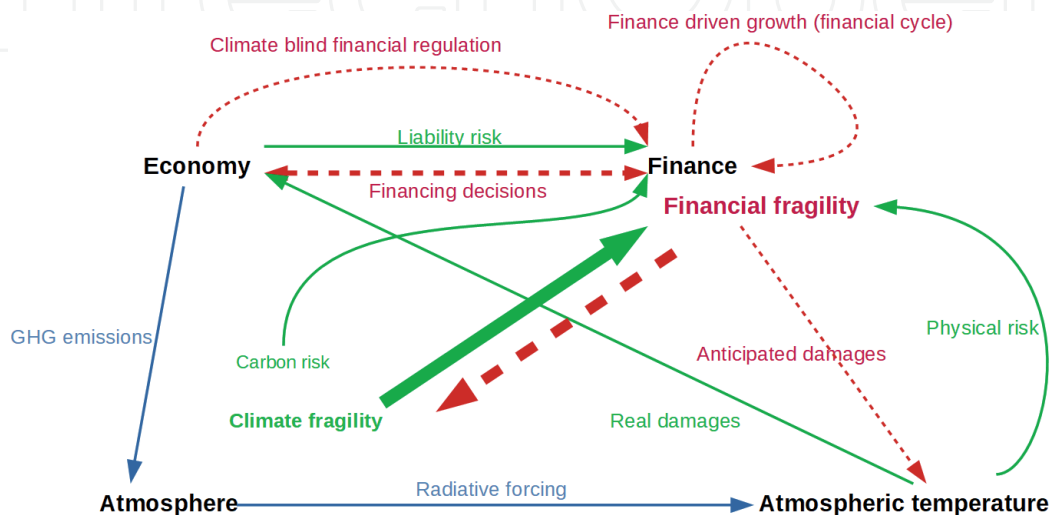 Finance driven growth (financial cycle)
Climate blind financial regulation
Liability risk
Economy
Finance
Financing decisions
Financial fragility
GHG emissions
Physical risk
Anticipated damages
Carbon risk
Climate fragility
Real damages
Radiative forcing
Atmosphere
Atmospheric temperature